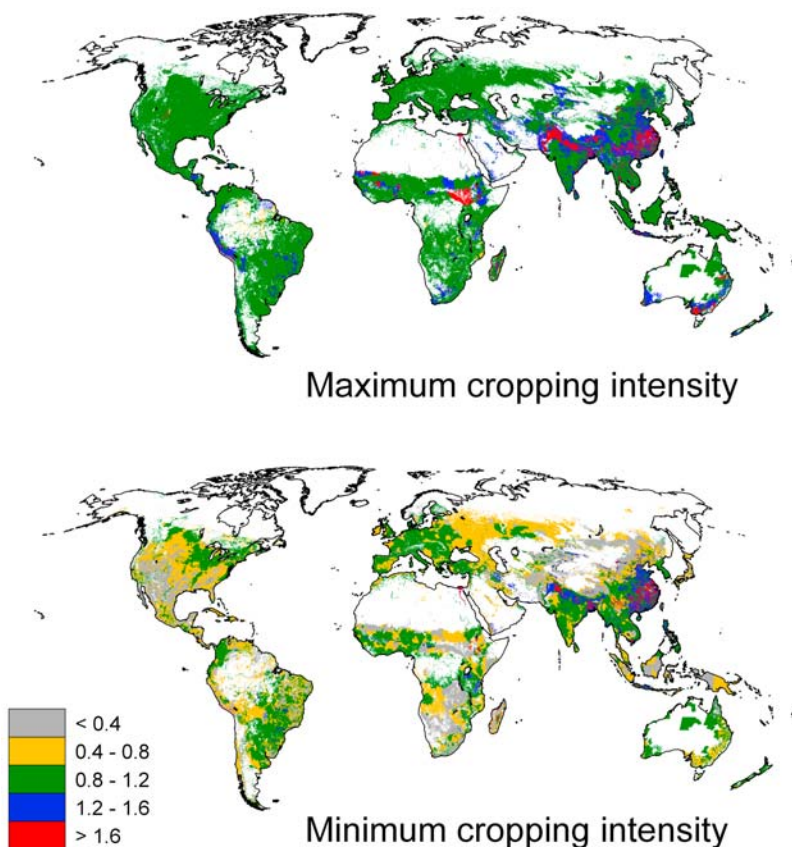 Maximum cropping intensity
< 0.4
0.4 - 0.8
0.8 - 1.2
1.2 - 1.6
> 1.6
Minimum cropping intensity